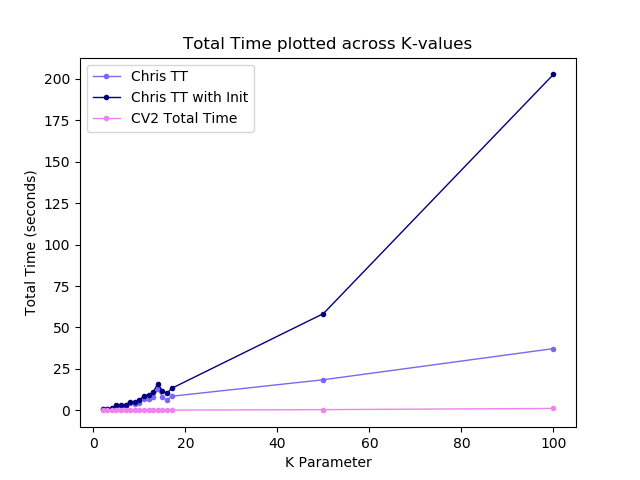 Total Time plotted across K-values
Chris TT
Chris TT with Init
CV2 Total Time
Total Time (seconds)
200
175
150
125
100
75
50
25
0
0 20 40 60 80 100
K Parameter